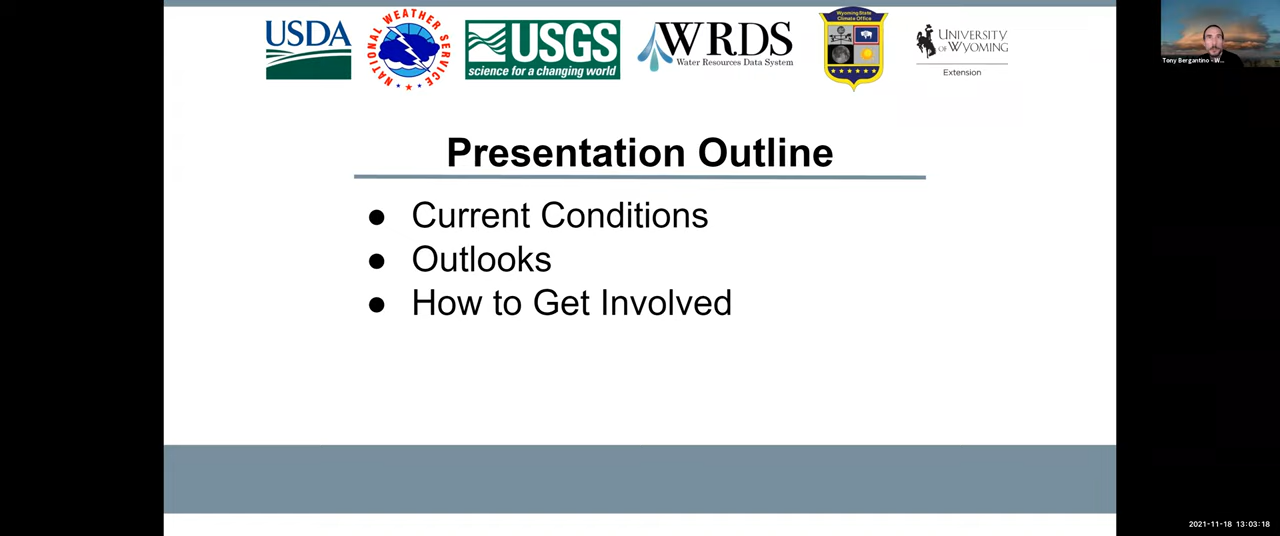 USDA
NATIONAL WEATHER SERVICE
USGS
science for a changing world
WRDS
Water Resources Data System
Wyoming State
Climate Office
UNIVERSITY
OF WYOMING
Extension
Tony Bergantino - W...
Presentation Outline
● Current Conditions
● Outlooks
● How to Get Involved
2021-11-18 13:03:18